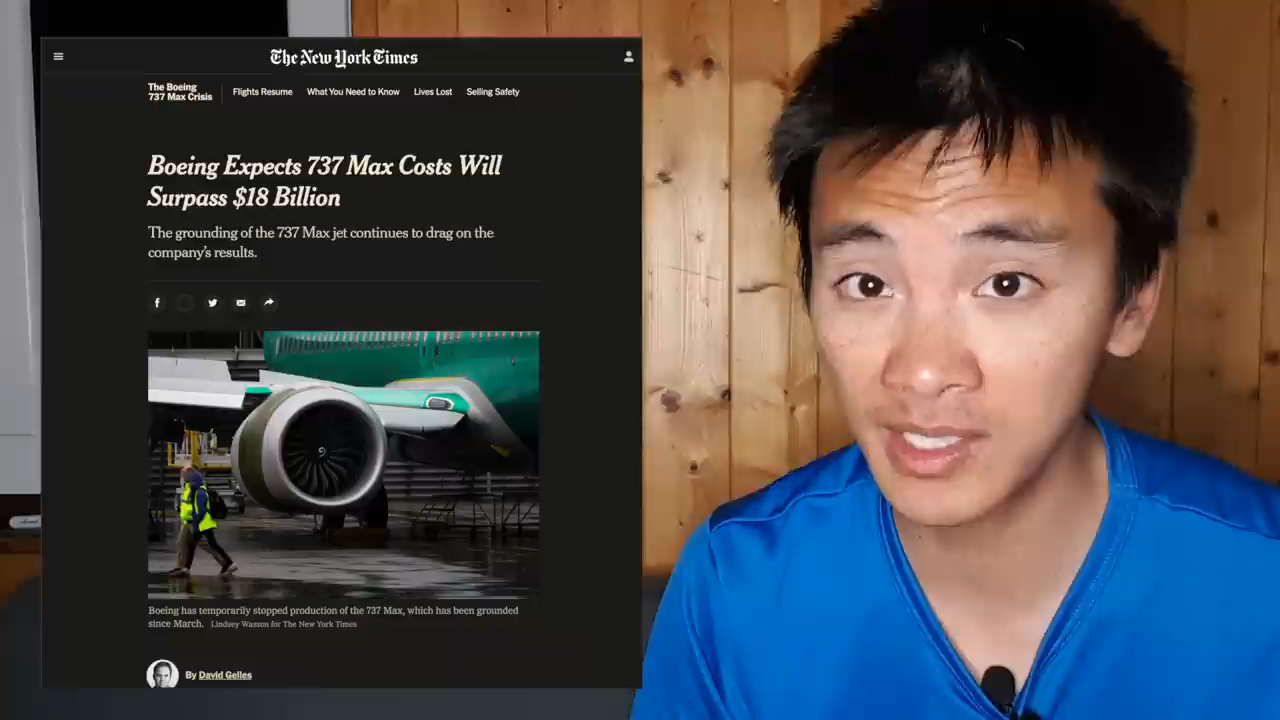 The New York Times
The Boeing
737 Max Crisis
Flights Resume
What You Need to Know
Lives Lost
Selling Safety
Boeing Expects 737 Max Costs Will
Surpass $18 Billion
The grounding of the 737 Max jet continues to drag on the
company's results.
Boeing has temporarily stopped production of the 737 Max, which has been grounded
since March. Lindsey Wasson for The New York Times
By David Gelles